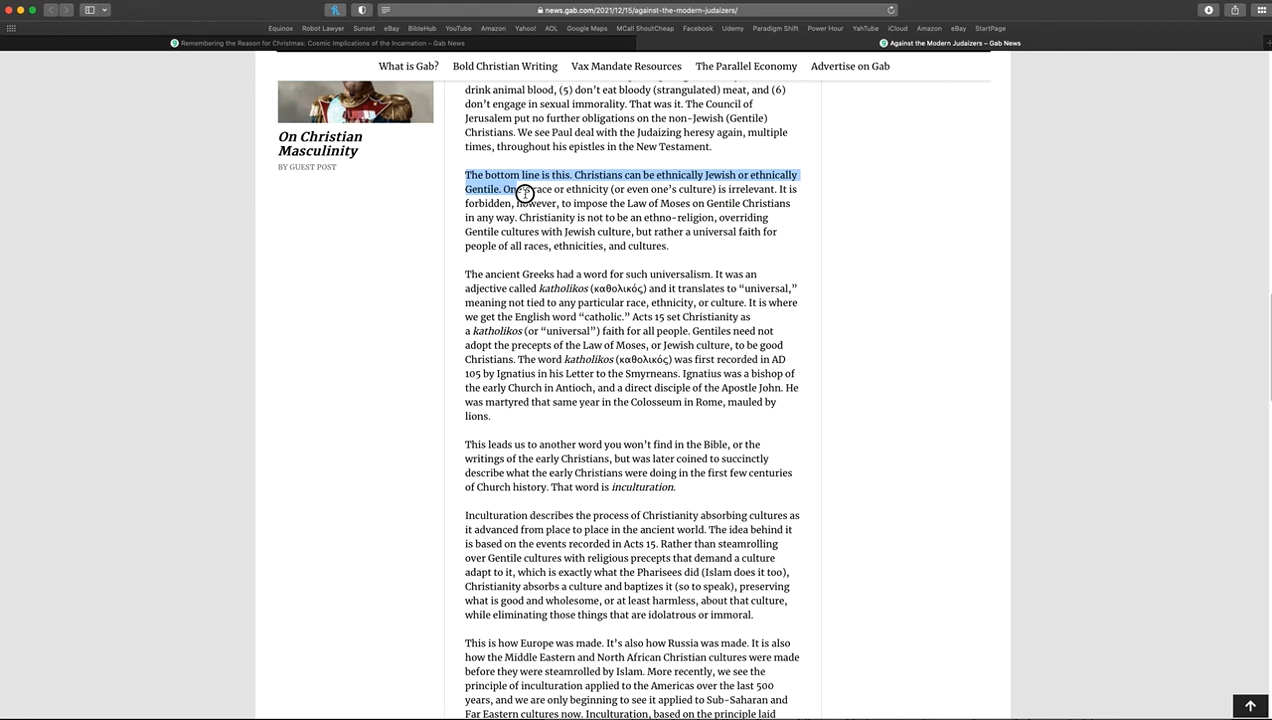 news.gab.com/2021/12/15/against-the-modern-judaizers/
Equinox Robot Lawyer Sunset eBay BibleHub YouTube Amazon Yahoo! AOL Google Maps MCall ShoutCheap Facebook Udemy Paradigm Shift Power Hour YahTube iCloud Amazon eBay StartPage
Remembering the Reason for Christmas: Cosmic Implications of the Incarnation – Gab News
Against the Modern Judaizers – Gab News
What is Gab? Bold Christian Writing Vax Mandate Resources The Parallel Economy Advertise on Gab
On Christian
Masculinity
BY GUEST POST
drink animal blood, (5) don't eat bloody (strangulated) meat, and (6)
don't engage in sexual immorality. That was it. The Council of
Jerusalem put no further obligations on the non-Jewish (Gentile)
Christians. We see Paul deal with the Judaizing heresy again, multiple
times, throughout his epistles in the New Testament.
The bottom line is this. Christians can be ethnically Jewish or ethnically
Gentile. One's race or ethnicity (or even one's culture) is irrelevant. It is
forbidden, however, to impose the Law of Moses on Gentile Christians
in any way. Christianity is not to be an ethno-religion, overriding
Gentile cultures with Jewish culture, but rather a universal faith for
people of all races, ethnicities, and cultures.
The ancient Greeks had a word for such universalism. It was an
adjective called katholikos (καθολικός) and it translates to “universal,”
meaning not tied to any particular race, ethnicity, or culture. It is where
we get the English word “catholic.” Acts 15 set Christianity as
a katholikos (or “universal”) faith for all people. Gentiles need not
adopt the precepts of the Law of Moses, or Jewish culture, to be good
Christians. The word katholikos (καθολικός) was first recorded in AD
105 by Ignatius in his Letter to the Smyrneans. Ignatius was a bishop of
the early Church in Antioch, and a direct disciple of the Apostle John. He
was martyred that same year in the Colosseum in Rome, mauled by
lions.
This leads us to another word you won't find in the Bible, or the
writings of the early Christians, but was later coined to succinctly
describe what the early Christians were doing in the first few centuries
of Church history. That word is inculturation.
Inculturation describes the process of Christianity absorbing cultures as
it advanced from place to place in the ancient world. The idea behind it
is based on the events recorded in Acts 15. Rather than steamrolling
over Gentile cultures with religious precepts that demand a culture
adapt to it, which is exactly what the Pharisees did (Islam does it too),
Christianity absorbs a culture and baptizes it (so to speak), preserving
what is good and wholesome, or at least harmless, about that culture,
while eliminating those things that are idolatrous or immoral.
This is how Europe was made. It's also how Russia was made. It is also
how the Middle Eastern and North African Christian cultures were made
before they were steamrolled by Islam. More recently, we see the
principle of inculturation applied to the Americas over the last 500
years, and we are only beginning to see it applied to Sub-Saharan and
Far Eastern cultures now. Inculturation, based on the principle laid